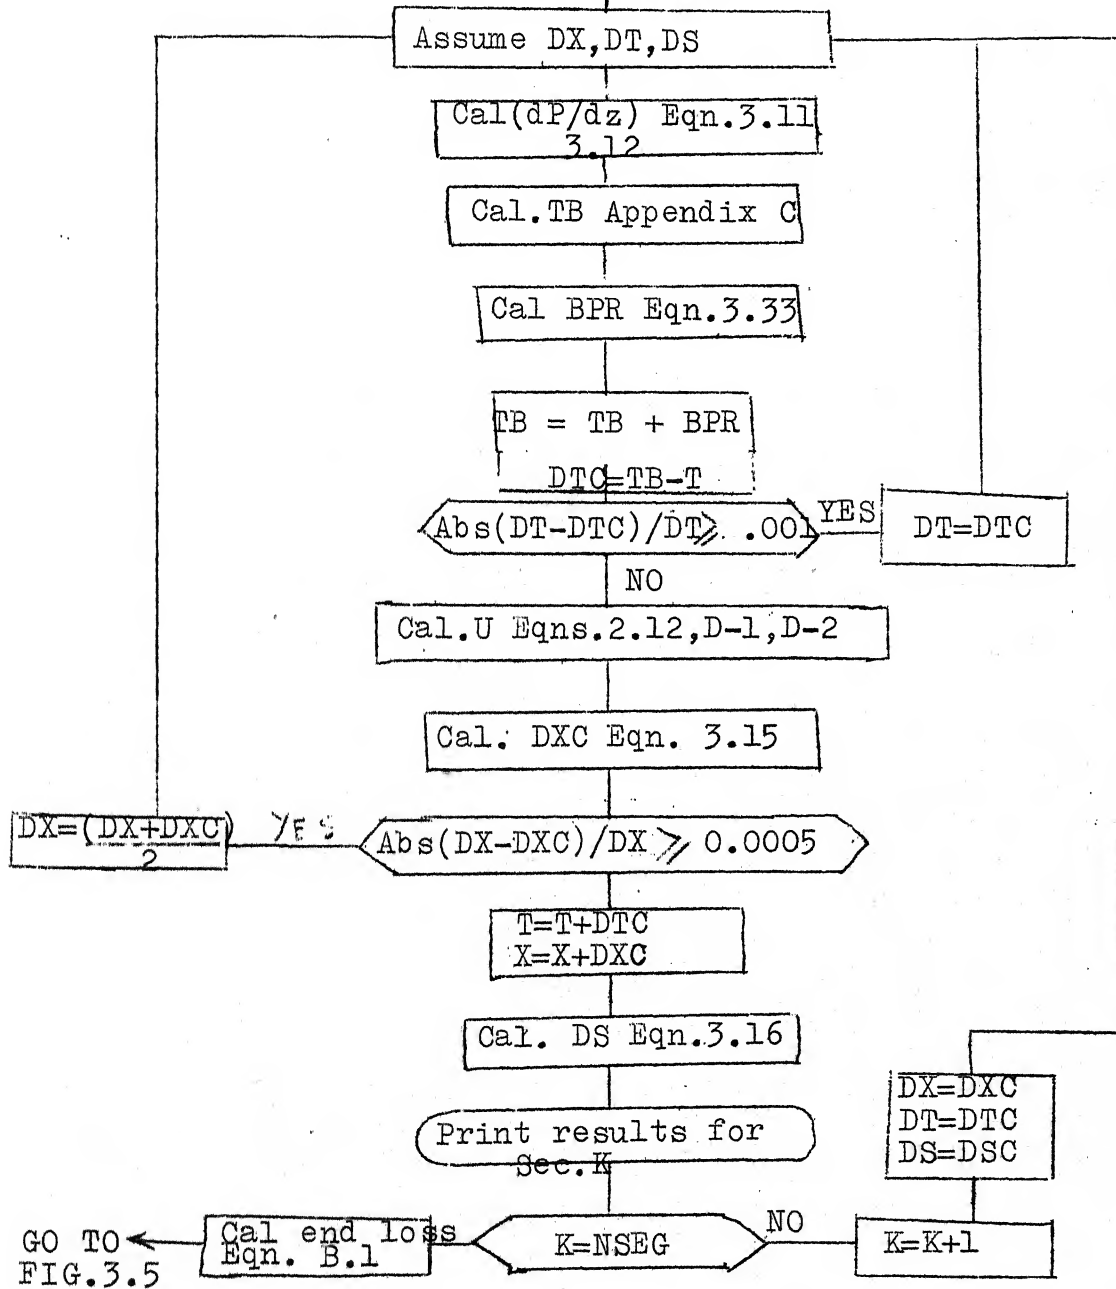 Assume DX,DT,DS
Cal(dP/dz) Eqn.3.11
3.12
Cal.TB Appendix C
Cal BPR Eqn.3.33
TB = TB + BPR
DTC=TB-T
Abs(DT-DTC)/DT⩾ .001
YES
DT=DTC
NO
Cal.U Eqns.2.12,D-1,D-2
Cal. DXC Eqn. 3.15
DX=(DX+DXC)
2
YES
Abs(DX-DXC)/DX ⩾ 0.0005
T=T+DTC
X=X+DXC
Cal. DS Eqn.3.16
DX=DXC
DT=DTC
DS=DSC
Print results for
Sec.K
GO TO
FIG.3.5
Cal end loss
Eqn. B.1
K=NSEG
NO
K=K+1